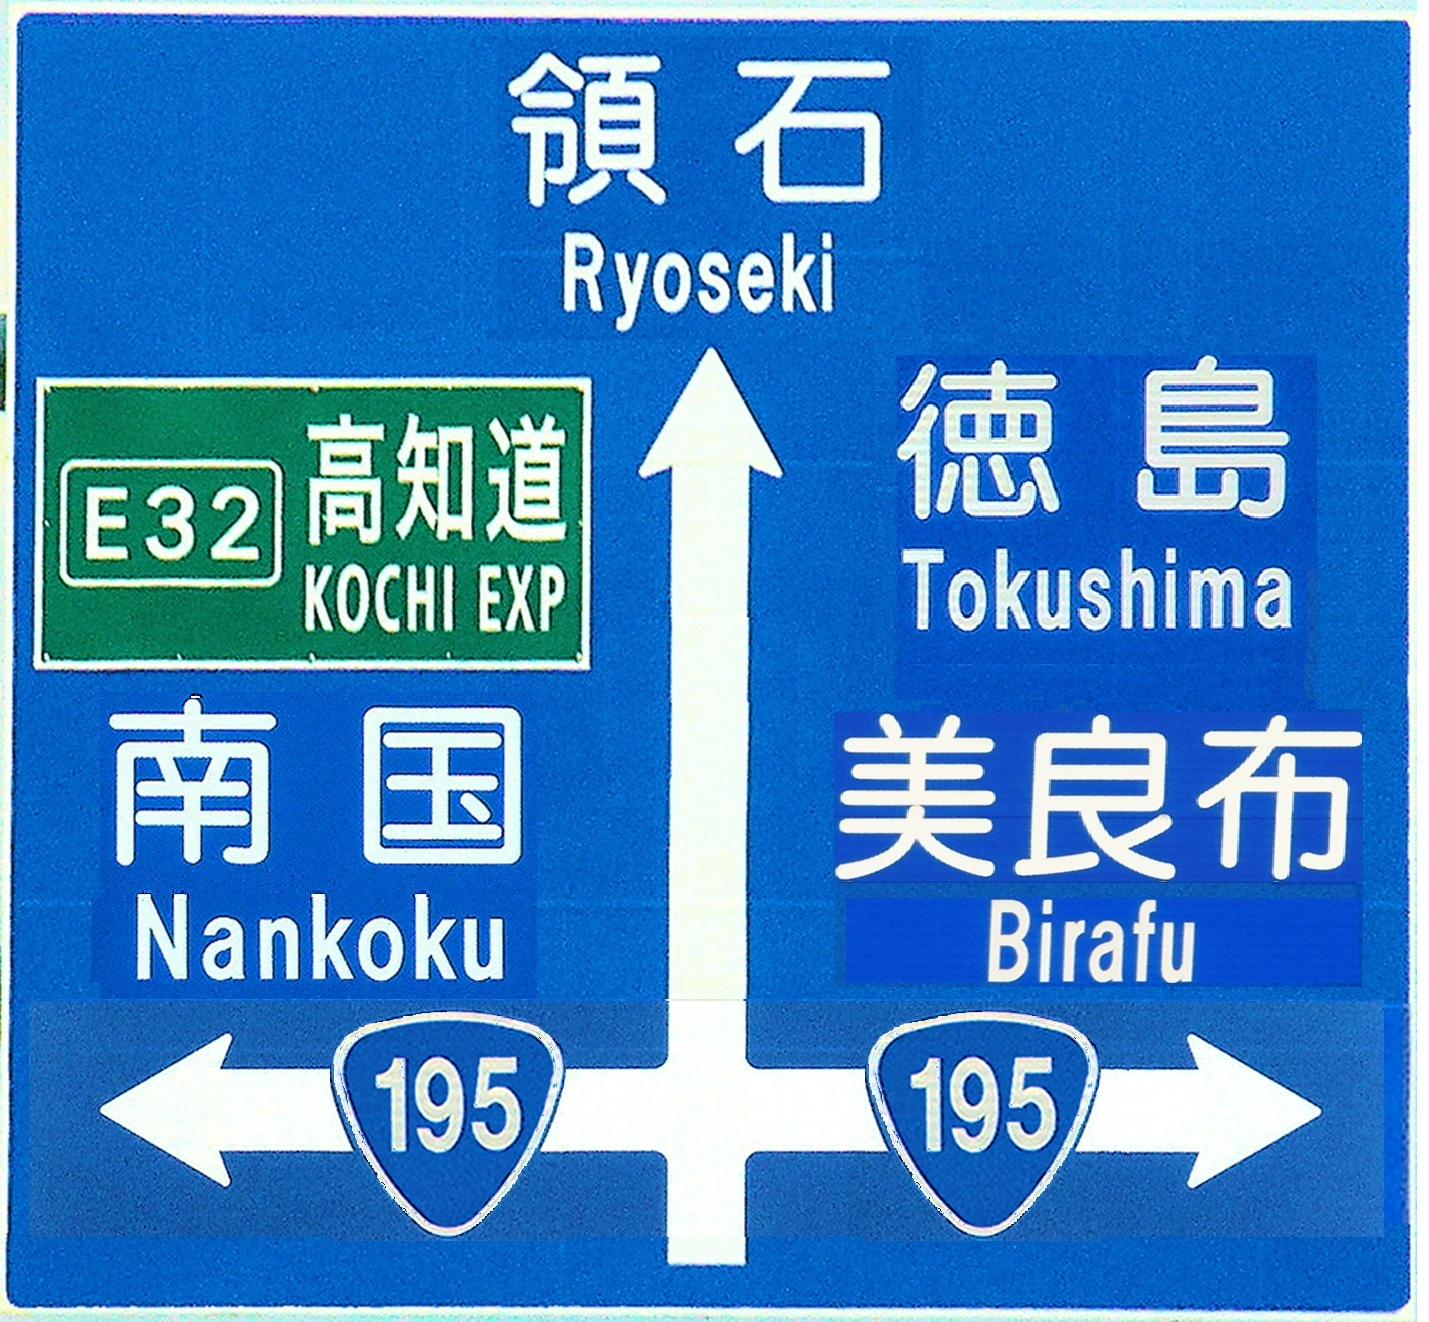 領石
Ryoseki
E32 高知道
KOCHI EXP
徳島
Tokushima
南国
Nankoku
美良布
Birafu
195
195